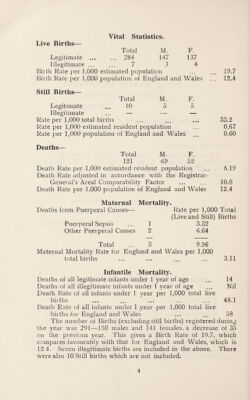 Vital Statistics.
Live Births—
Total M. F.
Legitimate ... ... 284 147 137
Illegitimate ... ... 7 3 4
Birth Rate per 1,000 estimated population ... ... 19.7
Birth Rate per 1,000 population of England and Wales ... 12.4
Still Births—
Total M. F.
Legitimate ... 10 5 5
Illegitimate ... — — —
Rate per 1,000 total births ... ... ... 33.2
Rate per 1,000 estimated resident population ... 0.67
Rate per 1,000 population of England and Wales ... 0.60
Deaths—
Total M. F.
121 69 52
Death Rate per 1,000 estimated resident population ... 8.19
Death Rate adjusted in accordance with the Registrar-
General's Areal Comparability Factor ... ... 10.8
Death Rate per 1,000 population of England and Wales 12.4
Maternal Mortality.
Deaths from Puerperal Causes— Rate per 1,000 Total
(Live and Still) Births
Puerperal Sepsis ... 1 3.32
Other Puerperal Causes 2 6.64
Total ... 3 9.96
Maternal Mortality Rate for England and Wales per 1,000
total births ... ... ... ... 3.11
Infantile Mortality.
Deaths of all legitimate infants under 1 year of age ... 14
Deaths of all illegitimate infants under 1 year of age ... Nil
Death Rate of all infants under 1 year per 1,000 total live
births ... ... ... ... ... 48.1
Death Rate of all infants under 1 year per 1,000 total live
births for England and Wales ... ... 58
The number of Births (excluding still births) registered during
the year was 291—150 males and 141 females, a decrease of 35
on the previous year. This gives a Birth Rate of 19.7, which
compares favourably with that for England and Wales, which is
12.4. Seven illegitimate births are included in the above. There
were also 10 Still births which are not included.
4